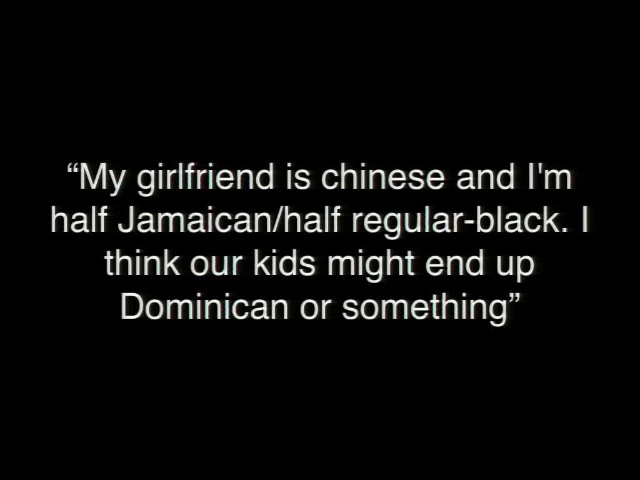 “My girlfriend is chinese and I'm
half Jamaican/half regular-black. I
think our kids might end up
Dominican or something”